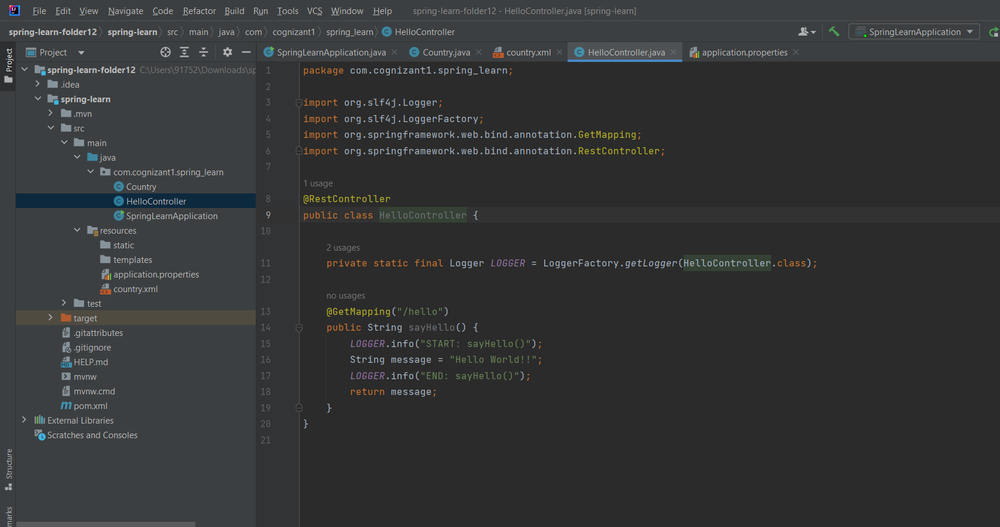 File Edit View Navigate Code Refactor Build Run Tools VCS Window Help spring-learn-folder12 - HelloController.java [spring-learn]
spring-learn-folder12 spring-learn src main java com cognizant1 spring_learn HelloController SpringLearnApplication
Project
Project
SpringLearnApplication.java Country.java country.xml HelloController.java application.properties
spring-learn-folder12 C:\Users\91752\Downloads\sp
.idea
spring-learn
.mvn
src
main
java
com.cognizant1.spring_learn
Country
HelloController
SpringLearnApplication
resources
static
templates
application.properties
country.xml
test
target
.gitattributes
.gitignore
HELP.md
mvnw
mvnw.cmd
pom.xml
External Libraries
Scratches and Consoles
Structure
marks
1 package com.cognizant1.spring_learn;
2
3 import org.slf4j.Logger;
4 import org.slf4j.LoggerFactory;
5 import org.springframework.web.bind.annotation.GetMapping;
6 import org.springframework.web.bind.annotation.RestController;
7
1 usage
8 @RestController
9 public class HelloController {
10
2 usages
11 private static final Logger LOGGER = LoggerFactory.getLogger(HelloController.class);
12
no usages
13 @GetMapping("/hello")
14 public String sayHello() {
15 LOGGER.info("START: sayHello()");
16 String message = "Hello World!!";
17 LOGGER.info("END: sayHello()");
18 return message;
19 }
20 }
21